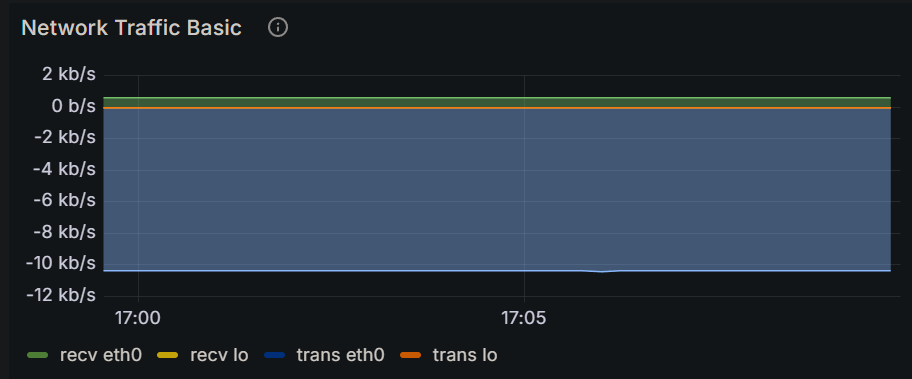 Network Traffic Basic
2 kb/s
0 b/s
-2 kb/s
-4 kb/s
-6 kb/s
-8 kb/s
-10 kb/s
-12 kb/s
17:00 17:05
recv eth0 recv lo trans eth0 trans lo